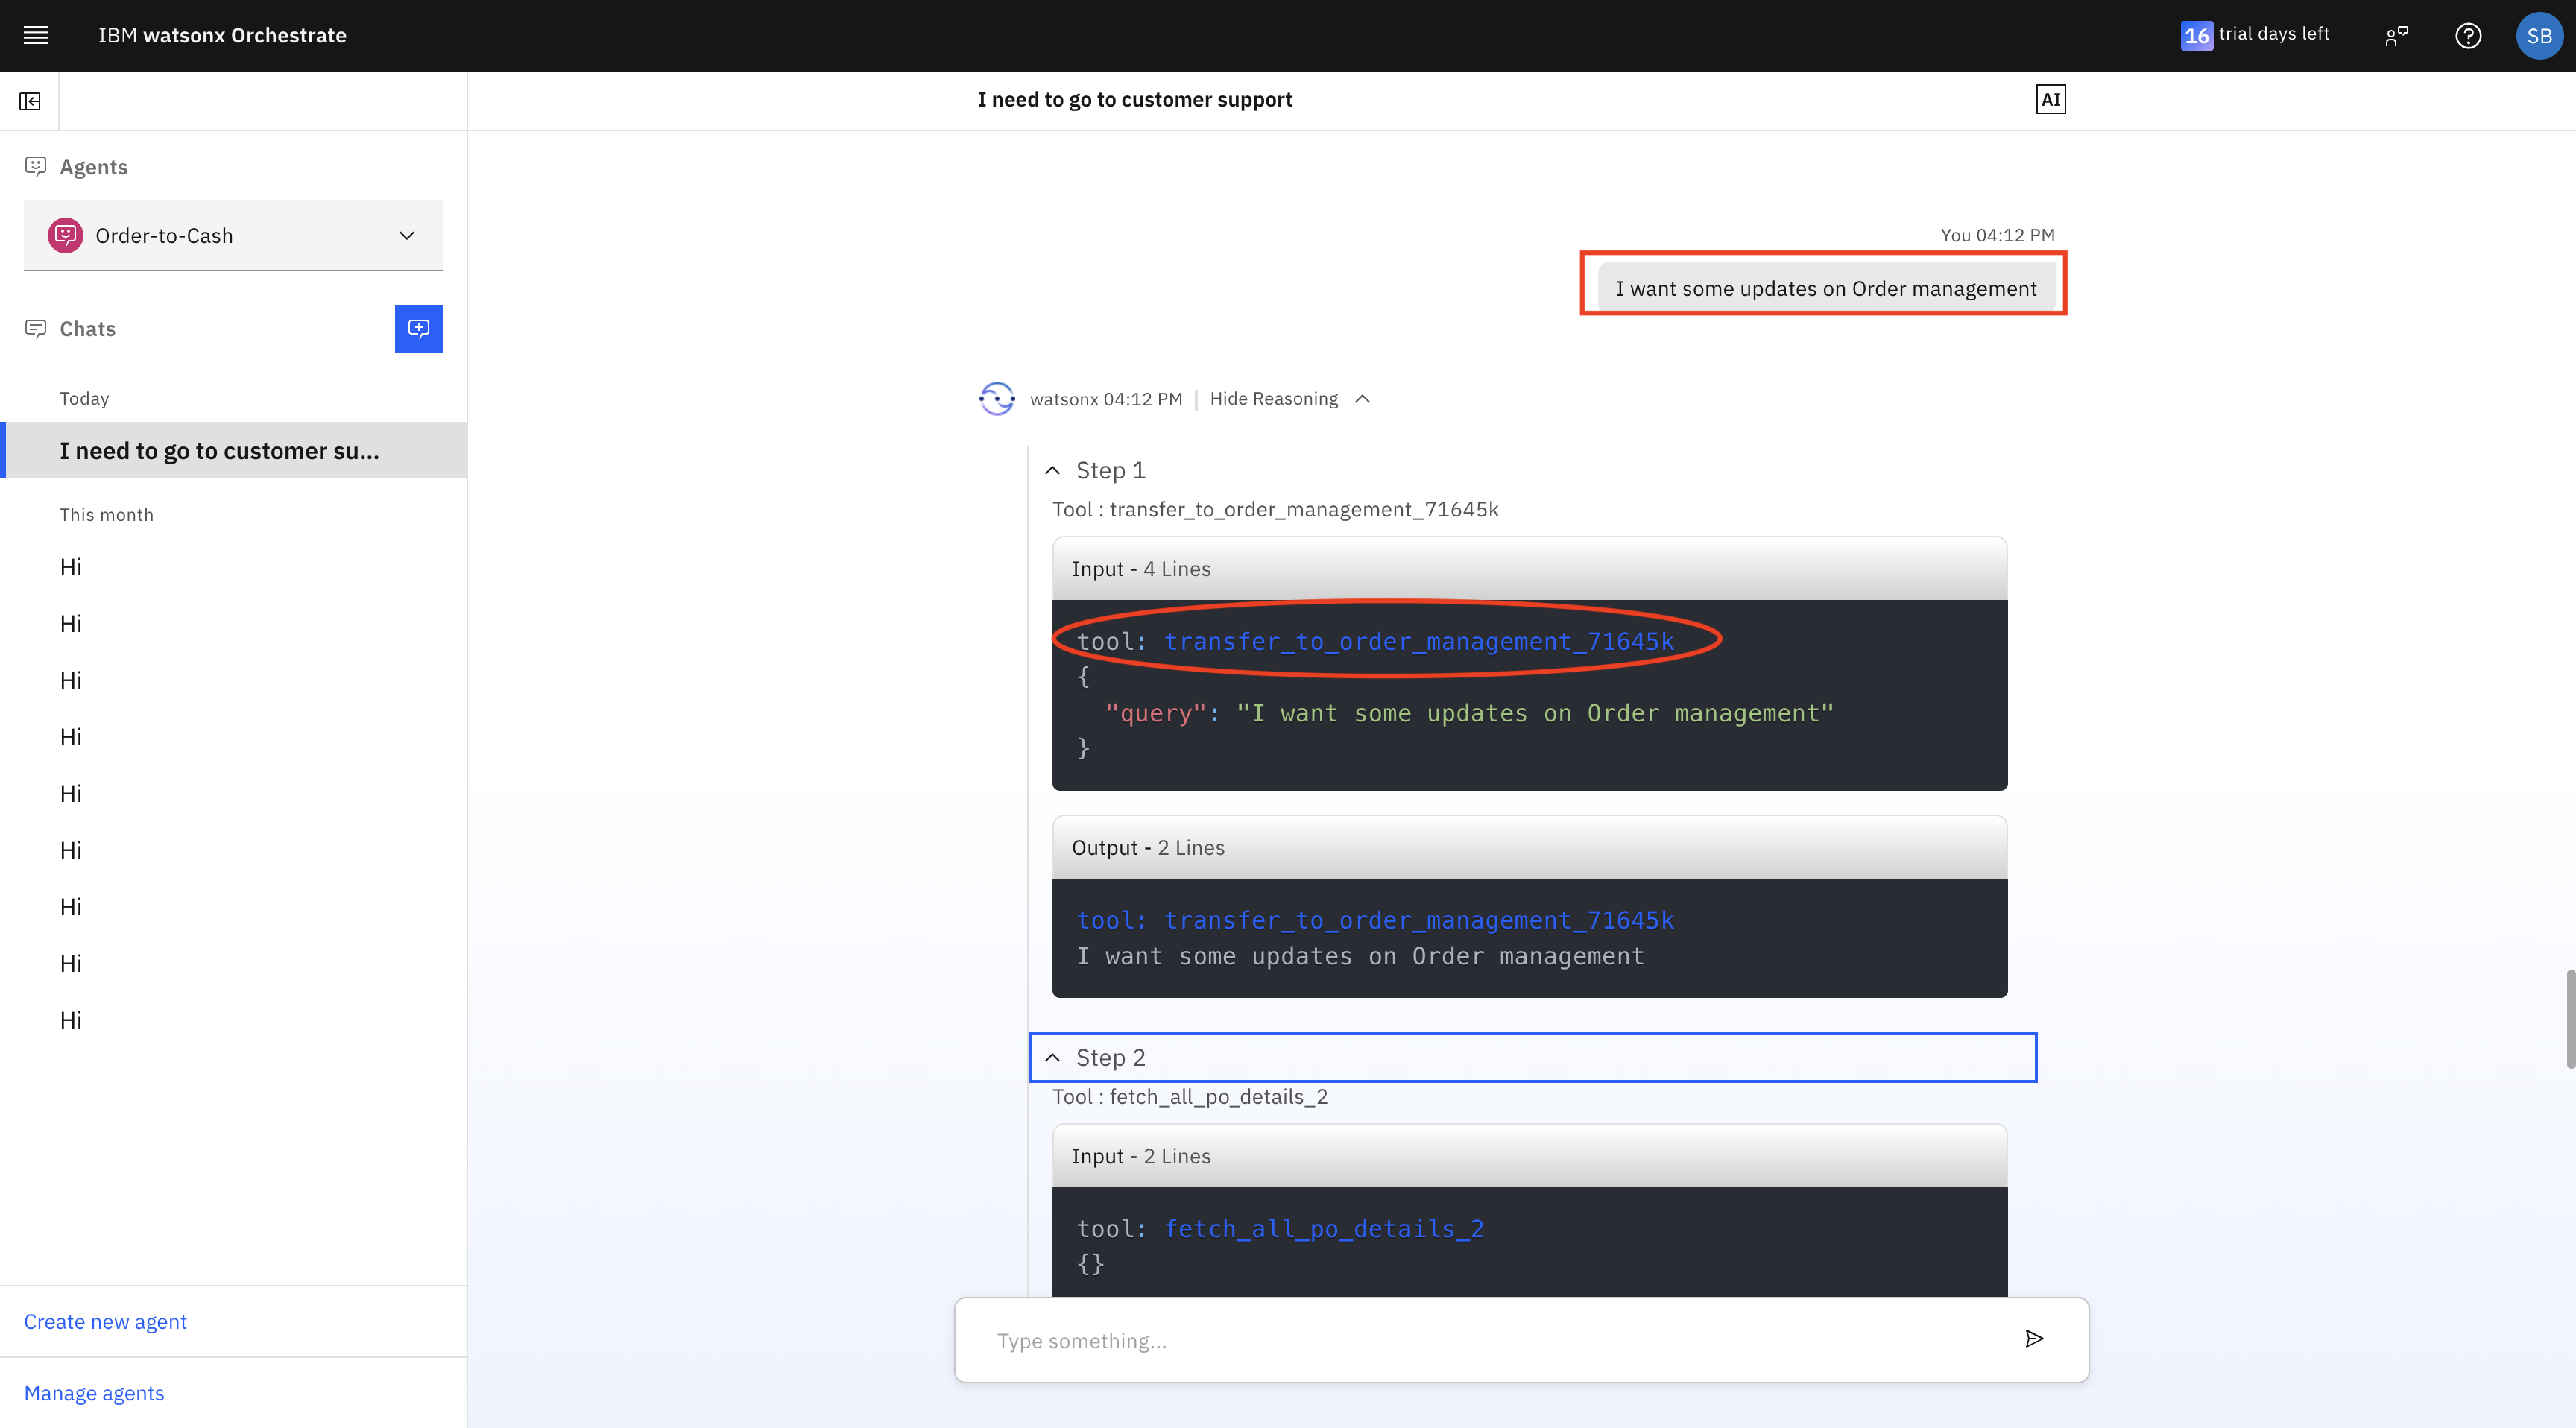 IBM watsonx Orchestrate
16 trial days left
SB
I need to go to customer support
AI
Agents
Order-to-Cash
Chats
Today
I need to go to customer su...
This month
Hi
Hi
Hi
Hi
Hi
Hi
Hi
Hi
Hi
Create new agent
Manage agents
You 04:12 PM
I want some updates on Order management
watsonx 04:12 PM | Hide Reasoning
Step 1
Tool : transfer_to_order_management_71645k
Input - 4 Lines
tool: transfer_to_order_management_71645k
{
"query": "I want some updates on Order management"
}
Output - 2 Lines
tool: transfer_to_order_management_71645k
I want some updates on Order management
Step 2
Tool : fetch_all_po_details_2
Input - 2 Lines
tool: fetch_all_po_details_2
{}
Type something...